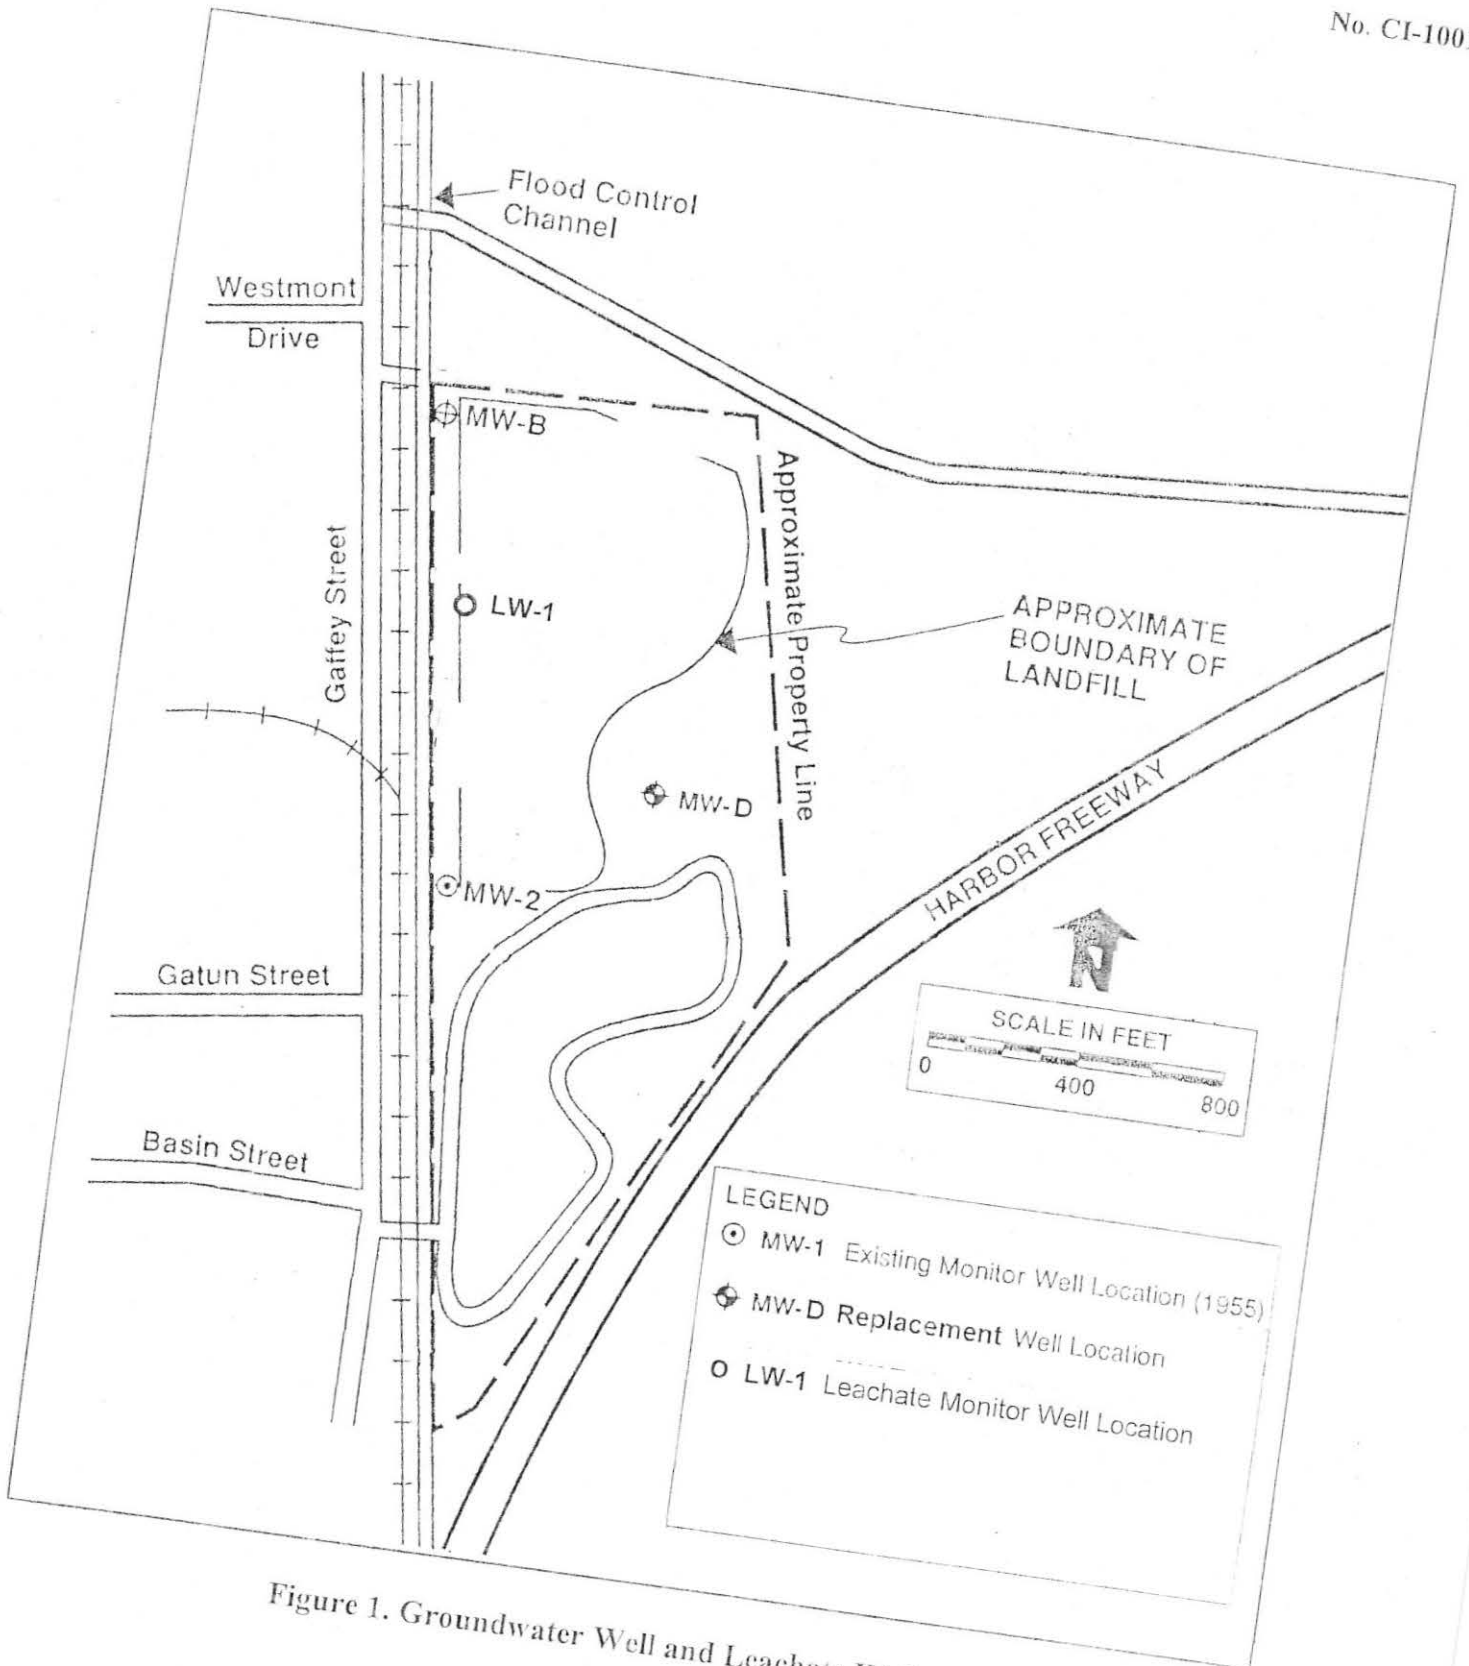 No. CI-100
Flood Control
Channel
Westmont
Drive
MW-B
Approximate Property Line
Gaffey Street
LW-1
APPROXIMATE
BOUNDARY OF
LANDFILL
MW-D
HARBOR FREEWAY
MW-2
N
Gatun Street
SCALE IN FEET
0
400
800
Basin Street
LEGEND
MW-1 Existing Monitor Well Location (1955)
MW-D Replacement Well Location
LW-1 Leachate Monitor Well Location
Figure 1. Groundwater Well and Leachate